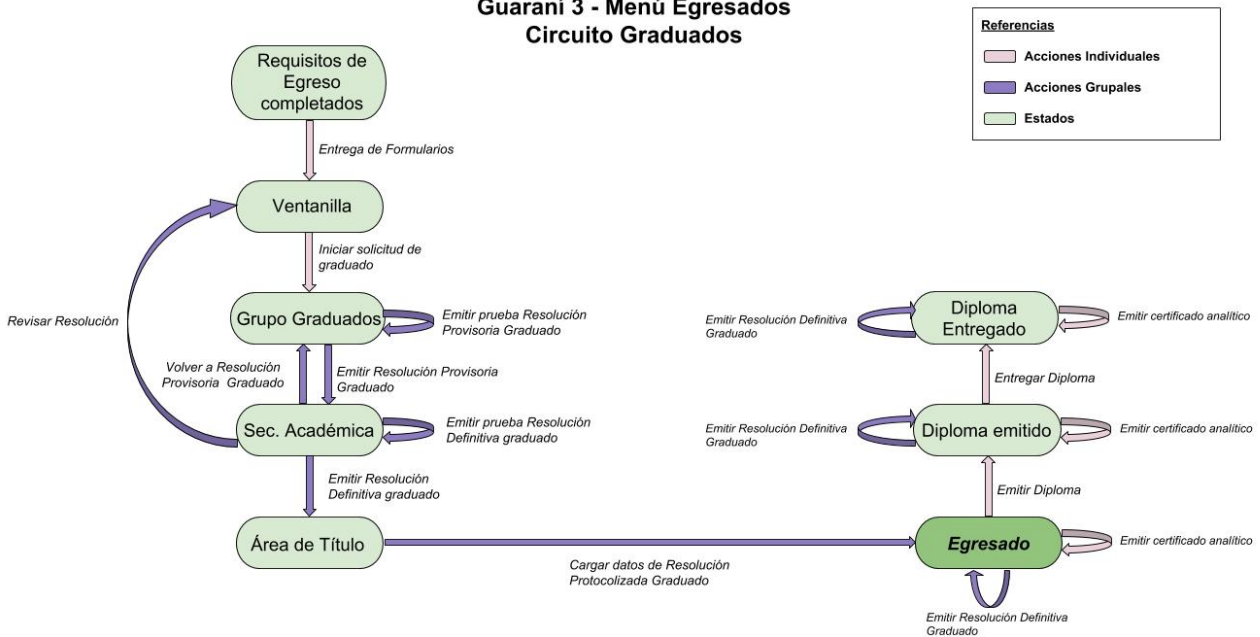 Guaraní 3 - Menú Egresados
Circuito Graduados
Referencias
Acciones Individuales
Acciones Grupales
Estados
Requisitos de
Egreso
completados
Entrega de Formularios
Ventanilla
Iniciar solicitud de
graduado
Revisar Resolución
Grupo Graduados
Emitir prueba Resolución
Provisoria Graduado
Volver a Resolución
Provisoria Graduado
Emitir Resolución Provisoria
Graduado
Sec. Académica
Emitir prueba Resolución
Definitiva graduado
Emitir Resolución
Definitiva graduado
Área de Título
Cargar datos de Resolución
Protocolizada Graduado
Emitir Resolución Definitiva
Graduado
Diploma
Entregado
Emitir certificado analítico
Entregar Diploma
Emitir Resolución Definitiva
Graduado
Diploma emitido
Emitir certificado analítico
Emitir Diploma
Egresado
Emitir certificado analítico
Emitir Resolución Definitiva
Graduado